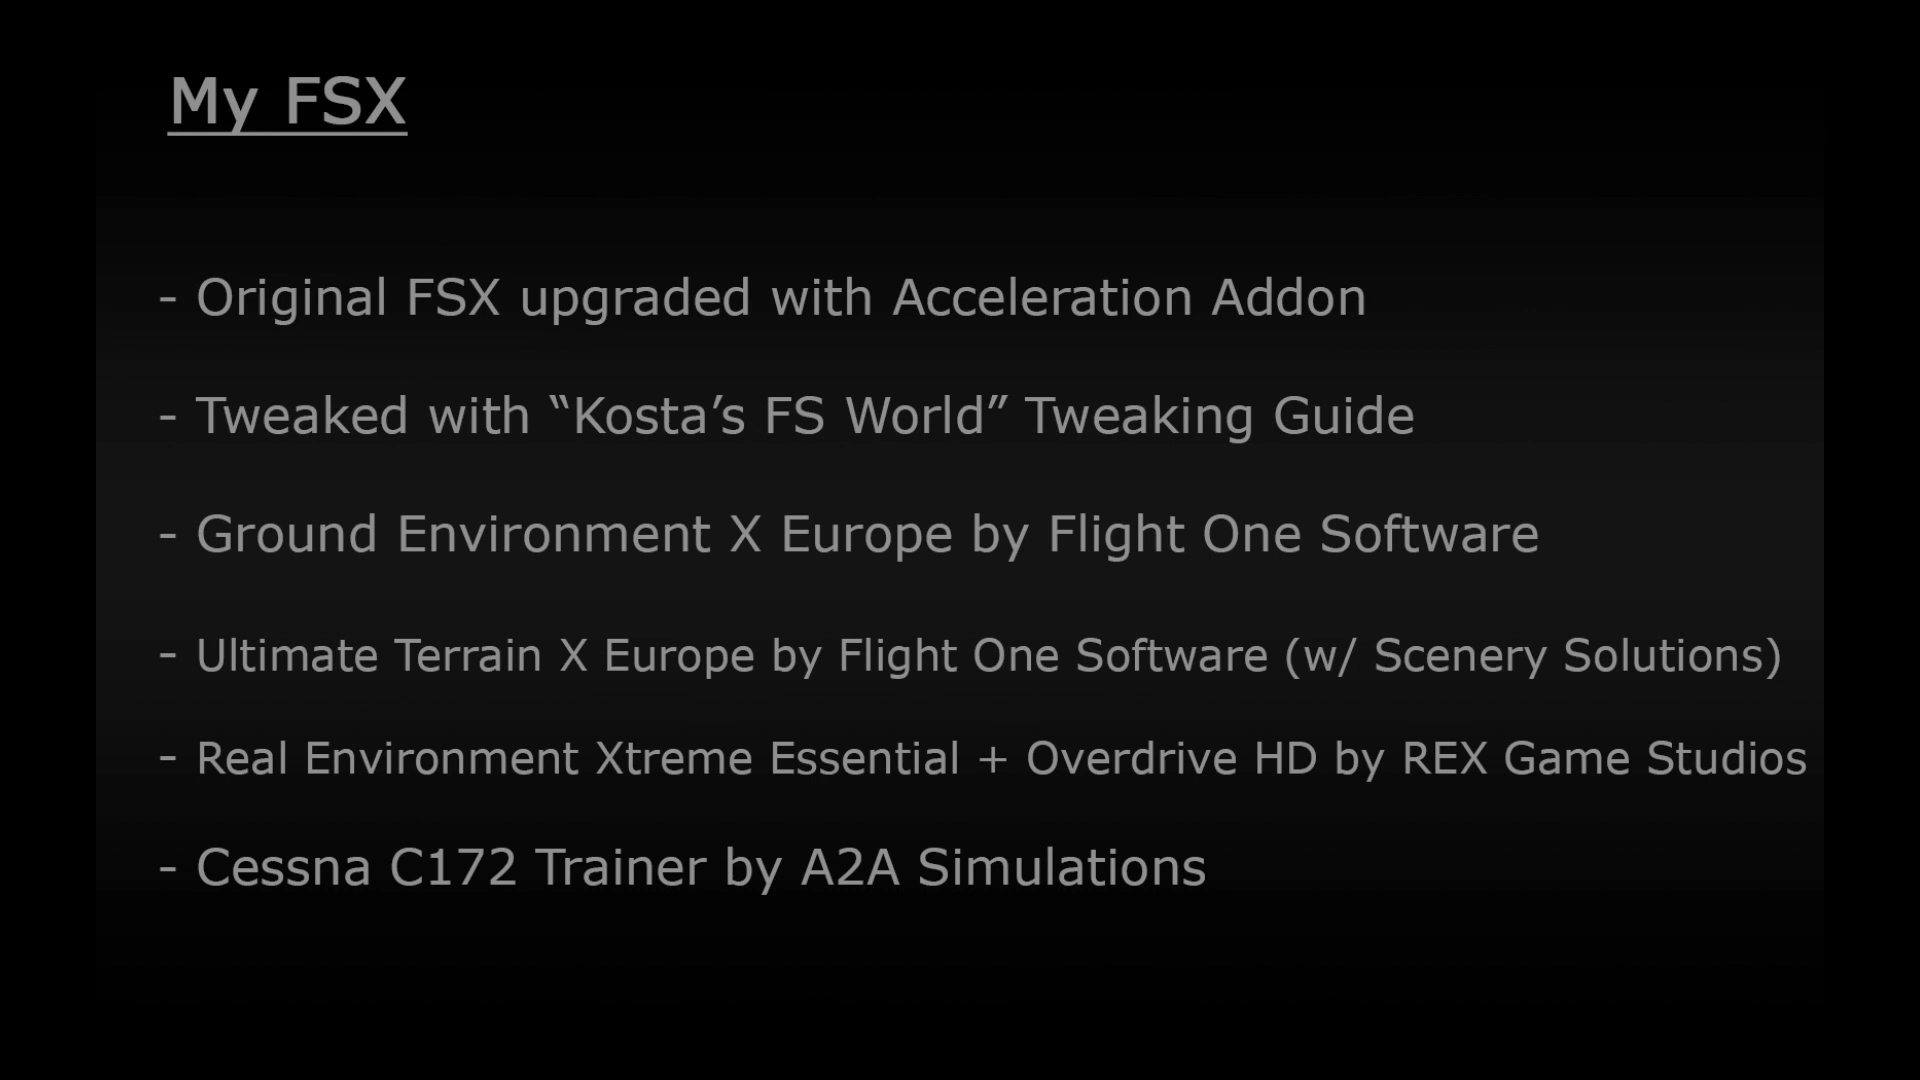 My FSX
- Original FSX upgraded with Acceleration Addon
- Tweaked with “Kosta’s FS World” Tweaking Guide
- Ground Environment X Europe by Flight One Software
- Ultimate Terrain X Europe by Flight One Software (w/ Scenery Solutions)
- Real Environment Xtreme Essential + Overdrive HD by REX Game Studios
- Cessna C172 Trainer by A2A Simulations